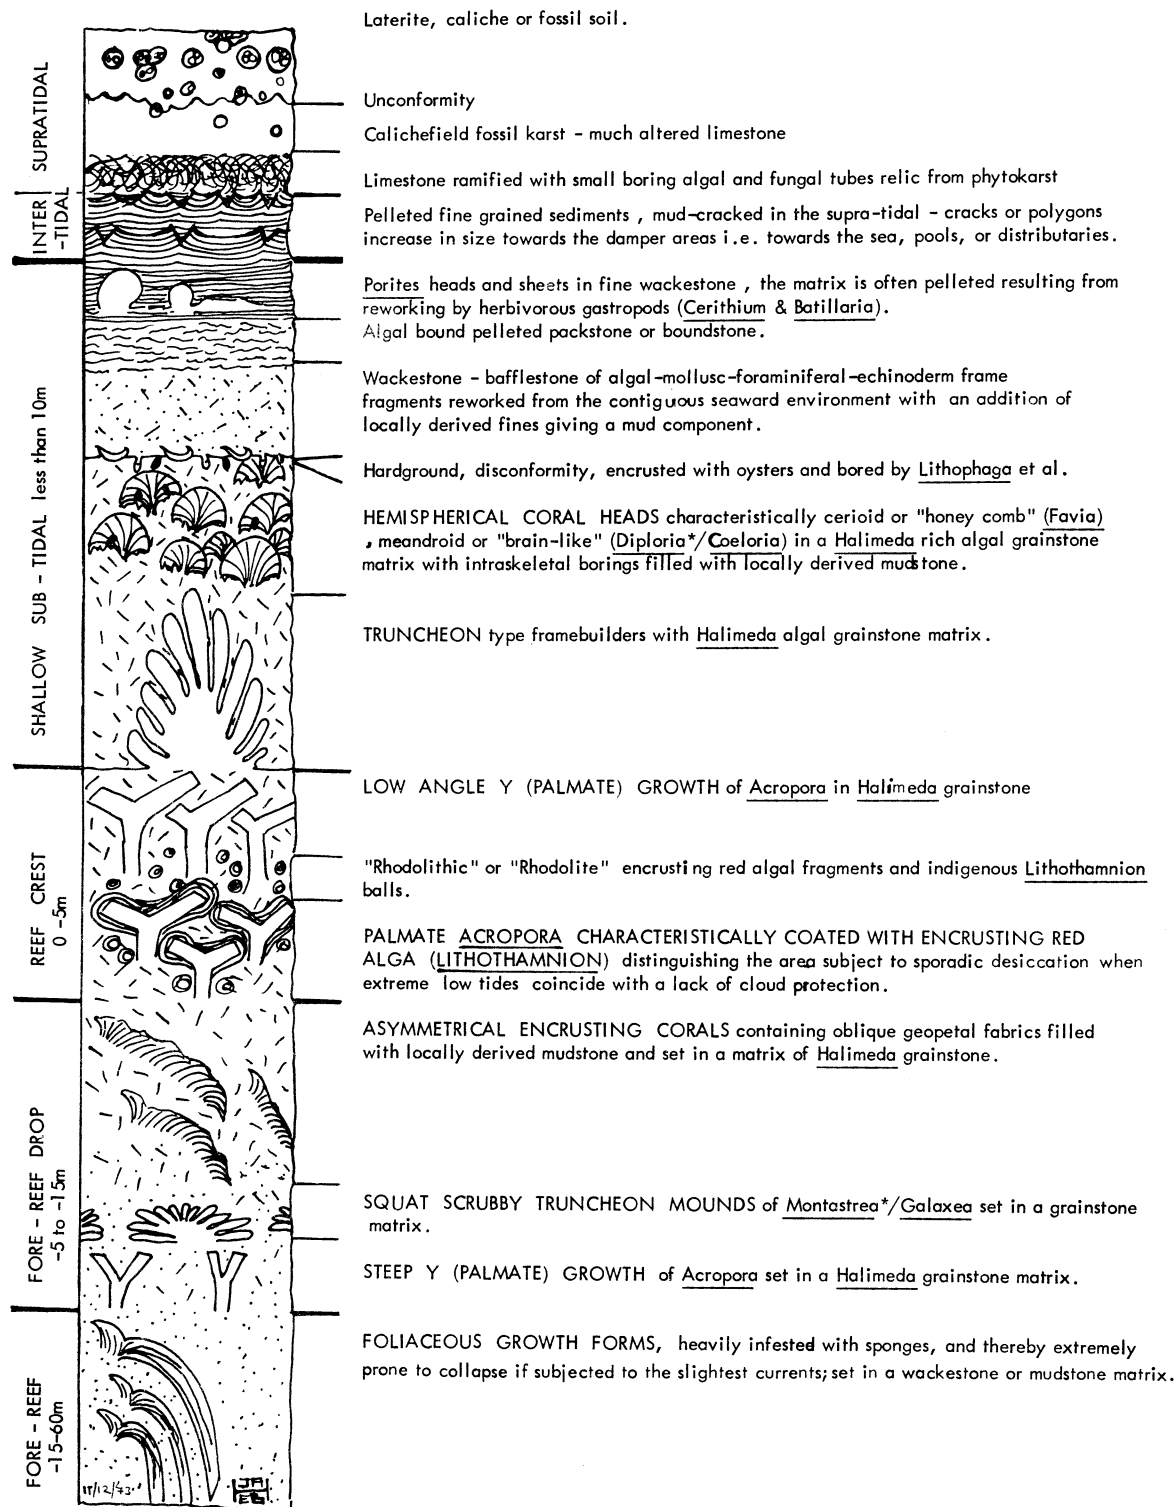 Laterite, caliche or fossil soil.
SUPRATIDAL
Unconformity
Calichefield fossil karst - much altered limestone
Limestone ramified with small boring algal and fungal tubes relic from phytokarst
INTER
-TIDAL
Pelleted fine grained sediments , mud-cracked in the supra-tidal - cracks or polygons
increase in size towards the damper areas i.e. towards the sea, pools, or distributaries.
SHALLOW SUB - TIDAL less than 10m
Porites heads and sheets in fine wackestone , the matrix is often pelleted resulting from
reworking by herbivorous gastropods (Cerithium & Batillaria).
Algal bound pelleted packstone or boundstone.
Wackestone - bafflestone of algal-mollusc-foraminiferal-echinoderm frame
fragments reworked from the contiguous seaward environment with an addition of
locally derived fines giving a mud component.
Hardground, disconformity, encrusted with oysters and bored by Lithophaga et al.
HEMISPHERICAL CORAL HEADS characteristically cerioid or "honey comb" (Favia)
, meandroid or "brain-like" (Diploria*/Coeloria) in a Halimeda rich algal grainstone
matrix with intraskeletal borings filled with locally derived mudstone.
TRUNCHEON type framebuilders with Halimeda algal grainstone matrix.
REEF CREST
0 -5m
LOW ANGLE Y (PALMATE) GROWTH of Acropora in Halimeda grainstone
"Rhodolithic" or "Rhodolite" encrusting red algal fragments and indigenous Lithothamnion
balls.
PALMATE ACROPORA CHARACTERISTICALLY COATED WITH ENCRUSTING RED
ALGA (LITHOTHAMNION) distinguishing the area subject to sporadic desiccation when
extreme low tides coincide with a lack of cloud protection.
FORE - REEF DROP
-5 to -15m
ASYMMETRICAL ENCRUSTING CORALS containing oblique geopetal fabrics filled
with locally derived mudstone and set in a matrix of Halimeda grainstone.
SQUAT SCRUBBY TRUNCHEON MOUNDS of Montastrea*/Galaxea set in a grainstone
matrix.
STEEP Y (PALMATE) GROWTH of Acropora set in a Halimeda grainstone matrix.
FORE - REEF
-15-60m
FOLIACEOUS GROWTH FORMS, heavily infested with sponges, and thereby extremely
prone to collapse if subjected to the slightest currents; set in a wackestone or mudstone matrix.